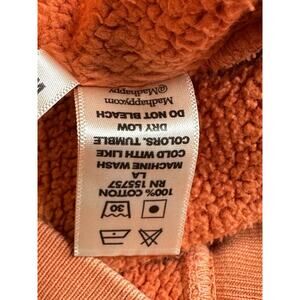 LA
RN 155757
100% COTTON
MACHINE WASH
COLD WITH LIKE
COLORS. TUMBLE
DRY LOW
DO NOT BLEACH
Madhappy.com
@Madhappy
30